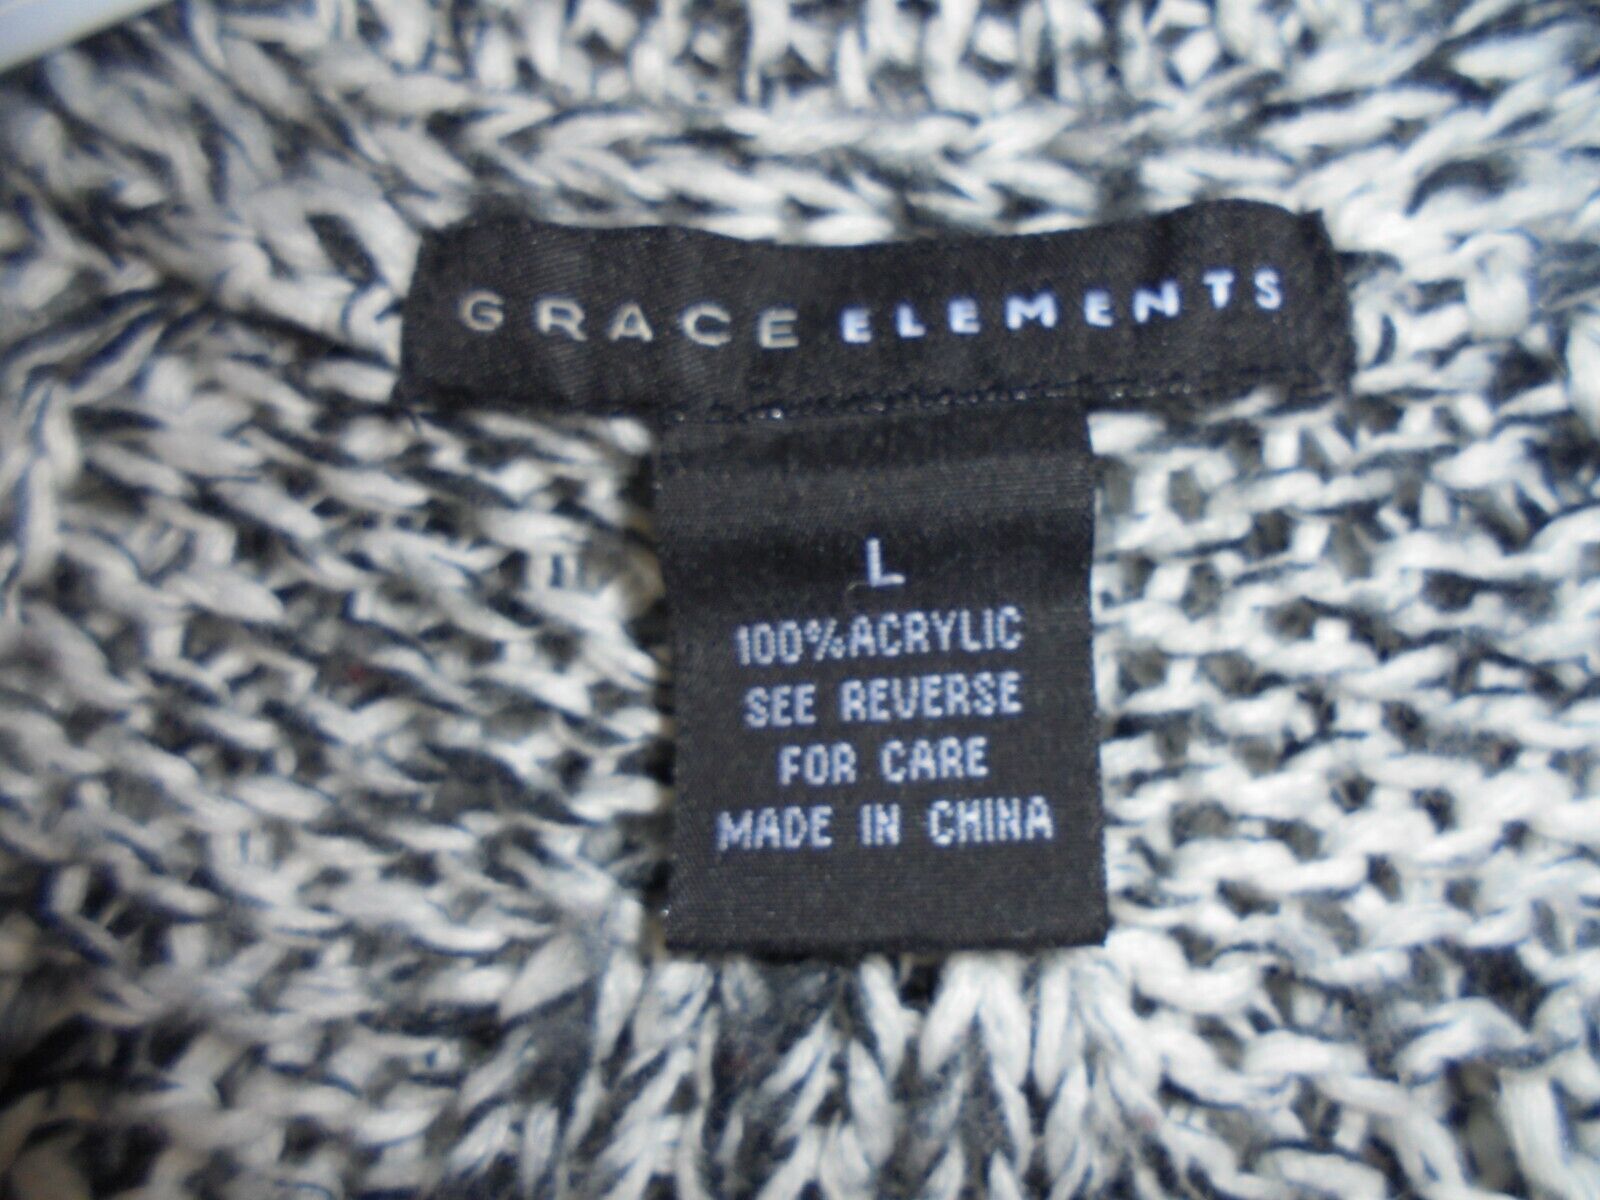 GRACE ELEMENTS
L
100%ACRYLIC
SEE REVERSE
FOR CARE
MADE IN CHINA